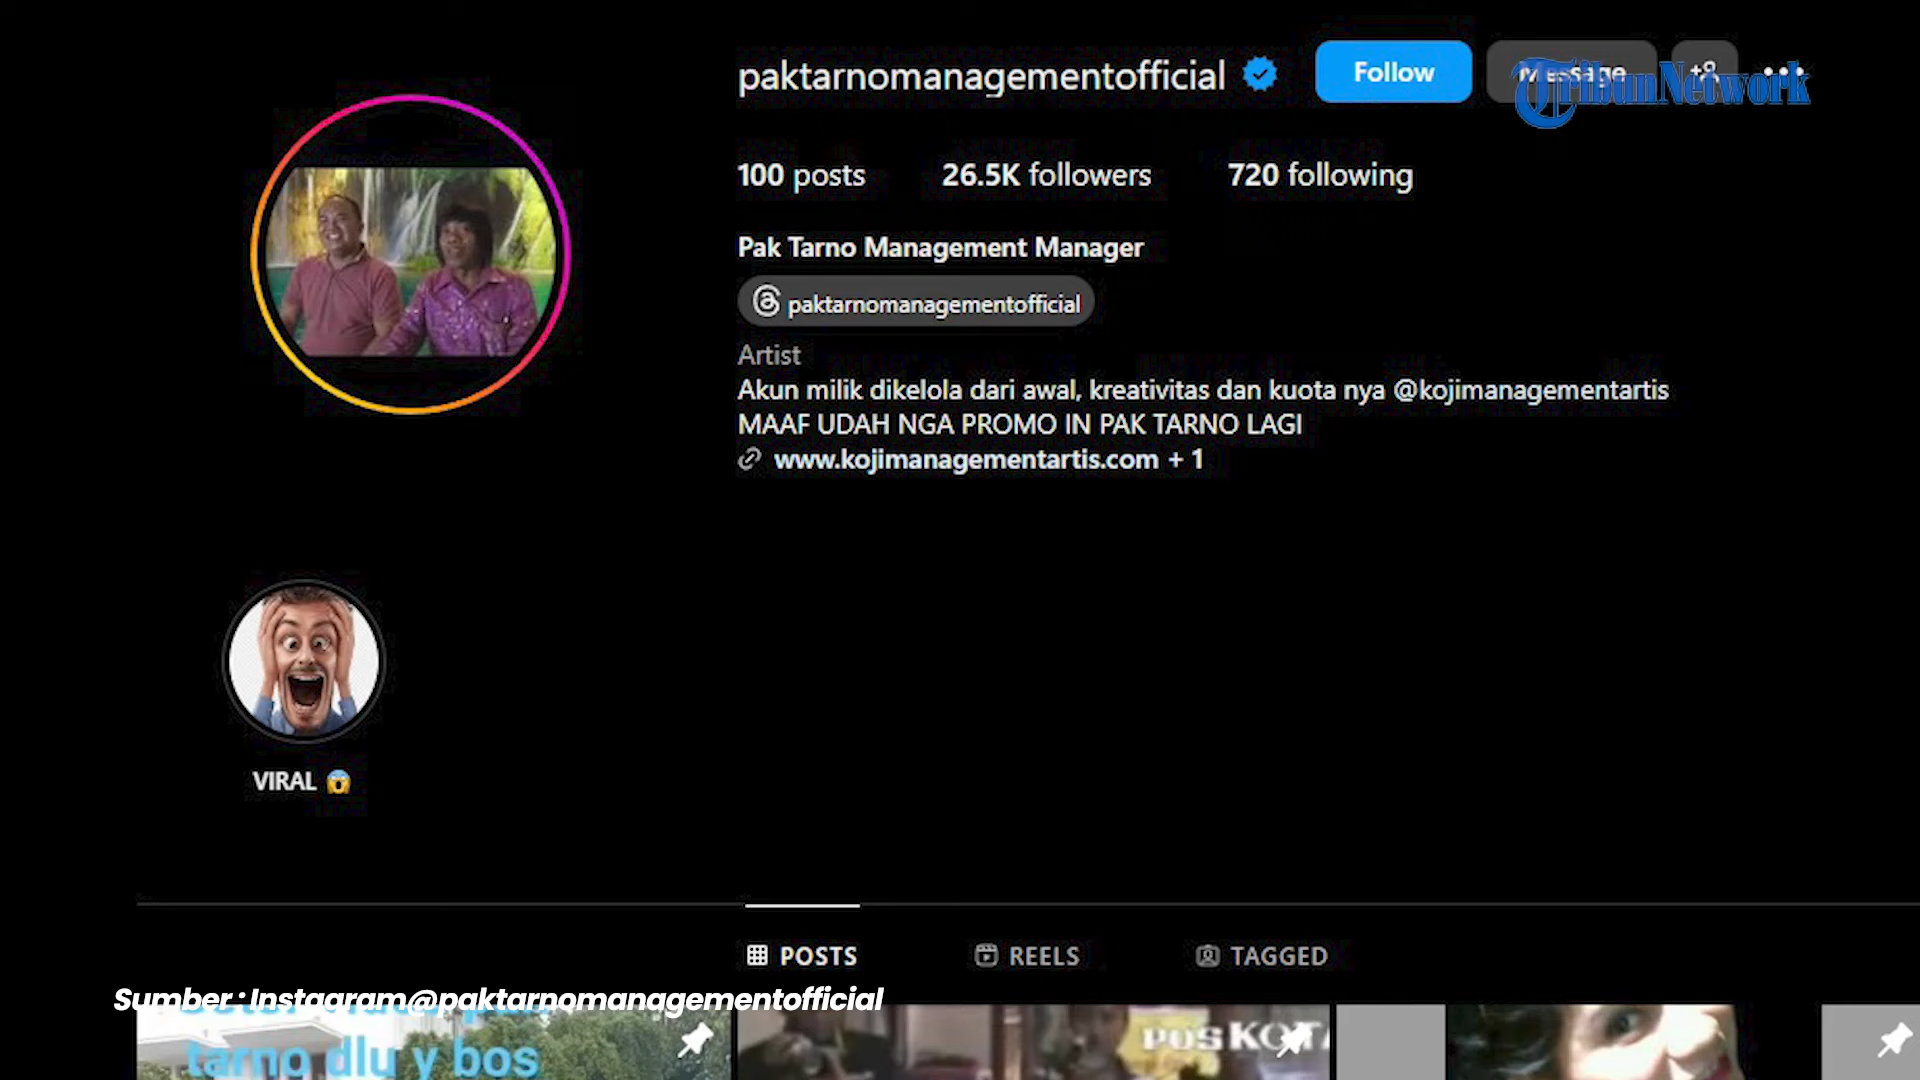 paktarnomanagementofficial
Follow
Message
TribunNetwork
100 posts 26.5K followers 720 following
Pak Tarno Management Manager
paktarnomanagementofficial
Artist
Akun milik dikelola dari awal, kreativitas dan kuota nya @kojimanagementartis
MAAF UDAH NGA PROMO IN PAK TARNO LAGI
www.kojimanagementartis.com + 1
VIRAL 😱
POSTS REELS TAGGED
Sumber : Instagram@paktarnomanagementofficial
tarno dlu y bos
POS KOTA